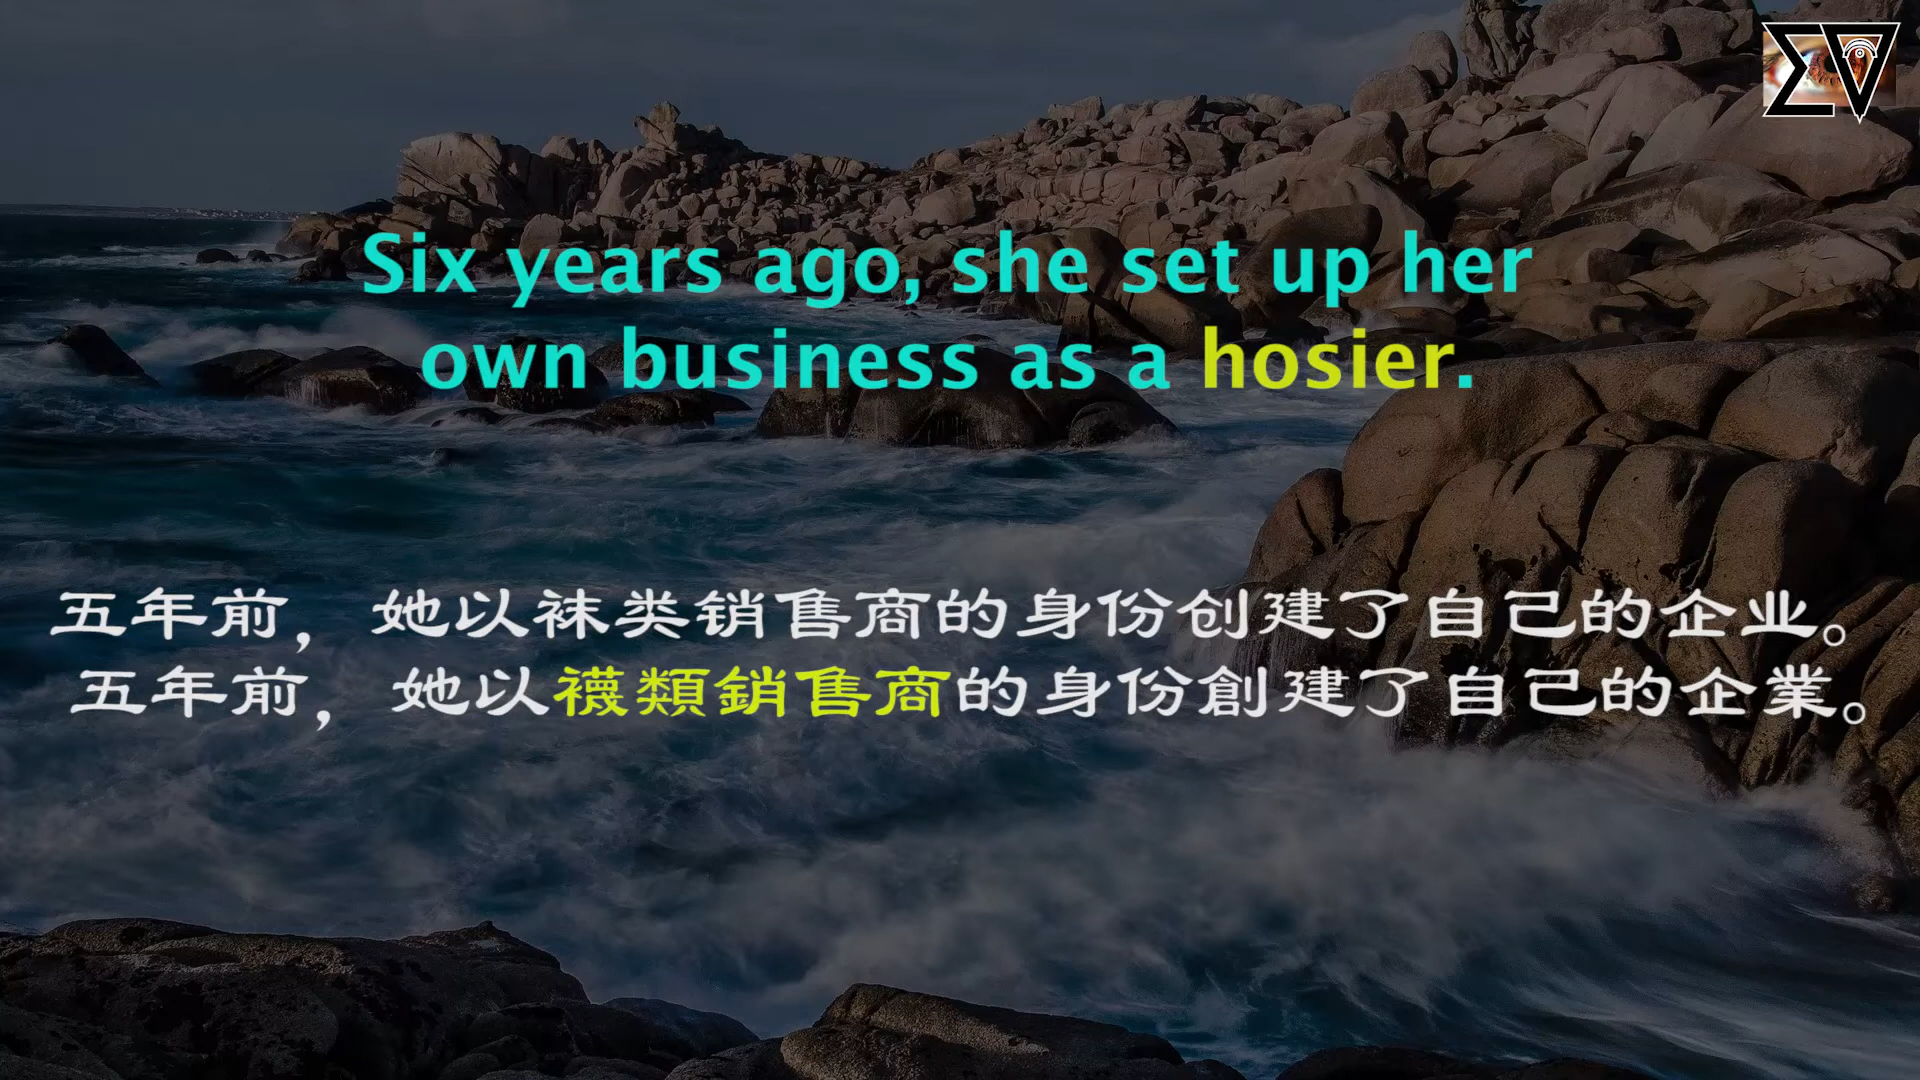 Six years ago, she set up her
own business as a hosier.
五年前，她以袜类销售商的身份创建了自己的企业。
五年前，她以襪類銷售商的身份創建了自己的企業。